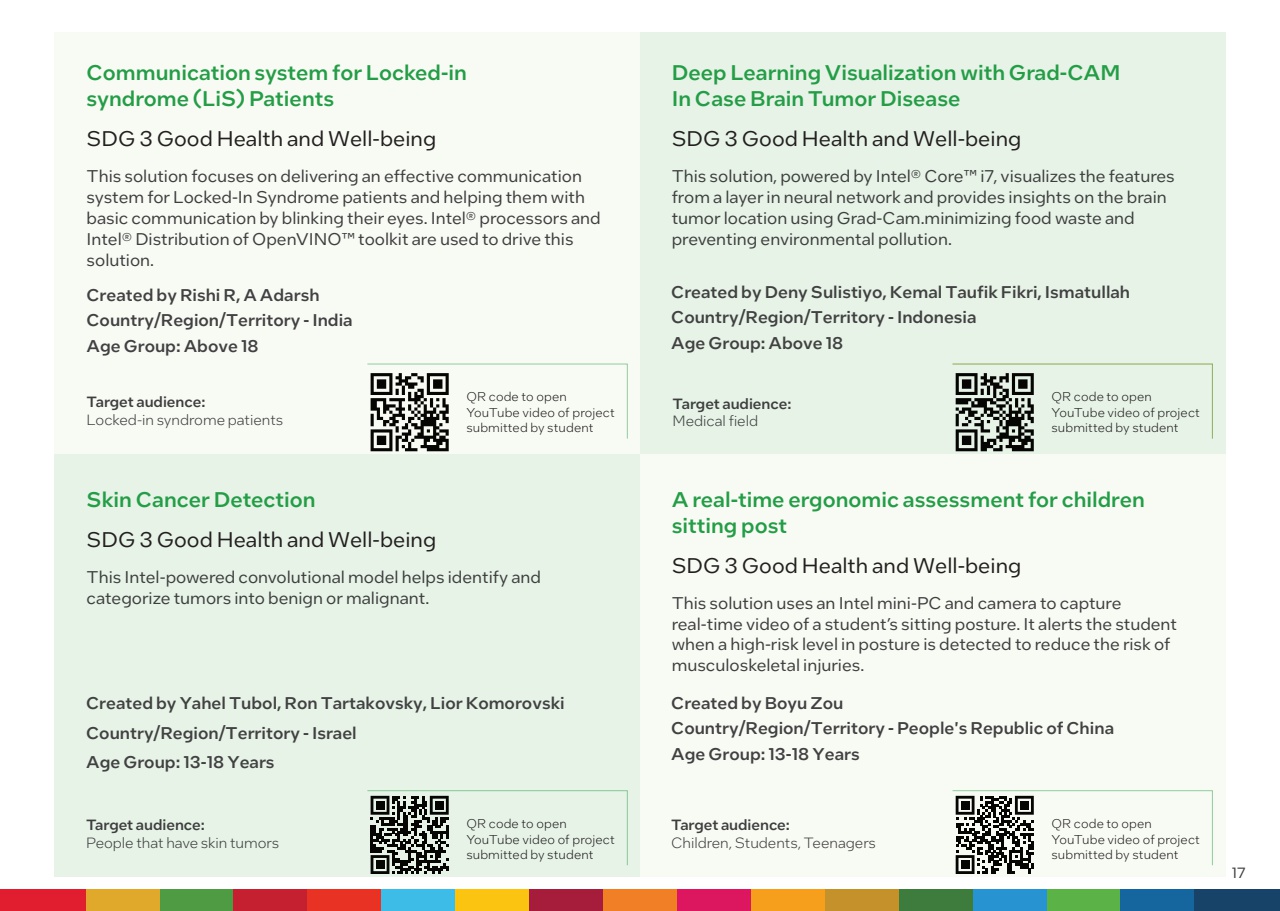 Communication system for Locked-in
syndrome (LiS) Patients
SDG 3 Good Health and Well-being
This solution focuses on delivering an effective communication
system for Locked-In Syndrome patients and helping them with
basic communication by blinking their eyes. Intel® processors and
Intel® Distribution of OpenVINO™ toolkit are used to drive this
solution.
Created by Rishi R, A Adarsh
Country/Region/Territory - India
Age Group: Above 18
Target audience:
Locked-in syndrome patients
QR code to open
YouTube video of project
submitted by student
Deep Learning Visualization with Grad-CAM
In Case Brain Tumor Disease
SDG 3 Good Health and Well-being
This solution, powered by Intel® Core™ i7, visualizes the features
from a layer in neural network and provides insights on the brain
tumor location using Grad-Cam.minimizing food waste and
preventing environmental pollution.
Created by Deny Sulistiyo, Kemal Taufik Fikri, Ismatullah
Country/Region/Territory - Indonesia
Age Group: Above 18
Target audience:
Medical field
QR code to open
YouTube video of project
submitted by student
Skin Cancer Detection
SDG 3 Good Health and Well-being
This Intel-powered convolutional model helps identify and
categorize tumors into benign or malignant.
Created by Yahel Tubol, Ron Tartakovsky, Lior Komorovski
Country/Region/Territory - Israel
Age Group: 13-18 Years
Target audience:
People that have skin tumors
QR code to open
YouTube video of project
submitted by student
A real-time ergonomic assessment for children
sitting post
SDG 3 Good Health and Well-being
This solution uses an Intel mini-PC and camera to capture
real-time video of a student’s sitting posture. It alerts the student
when a high-risk level in posture is detected to reduce the risk of
musculoskeletal injuries.
Created by Boyu Zou
Country/Region/Territory - People's Republic of China
Age Group: 13-18 Years
Target audience:
Children, Students, Teenagers
QR code to open
YouTube video of project
submitted by student
17